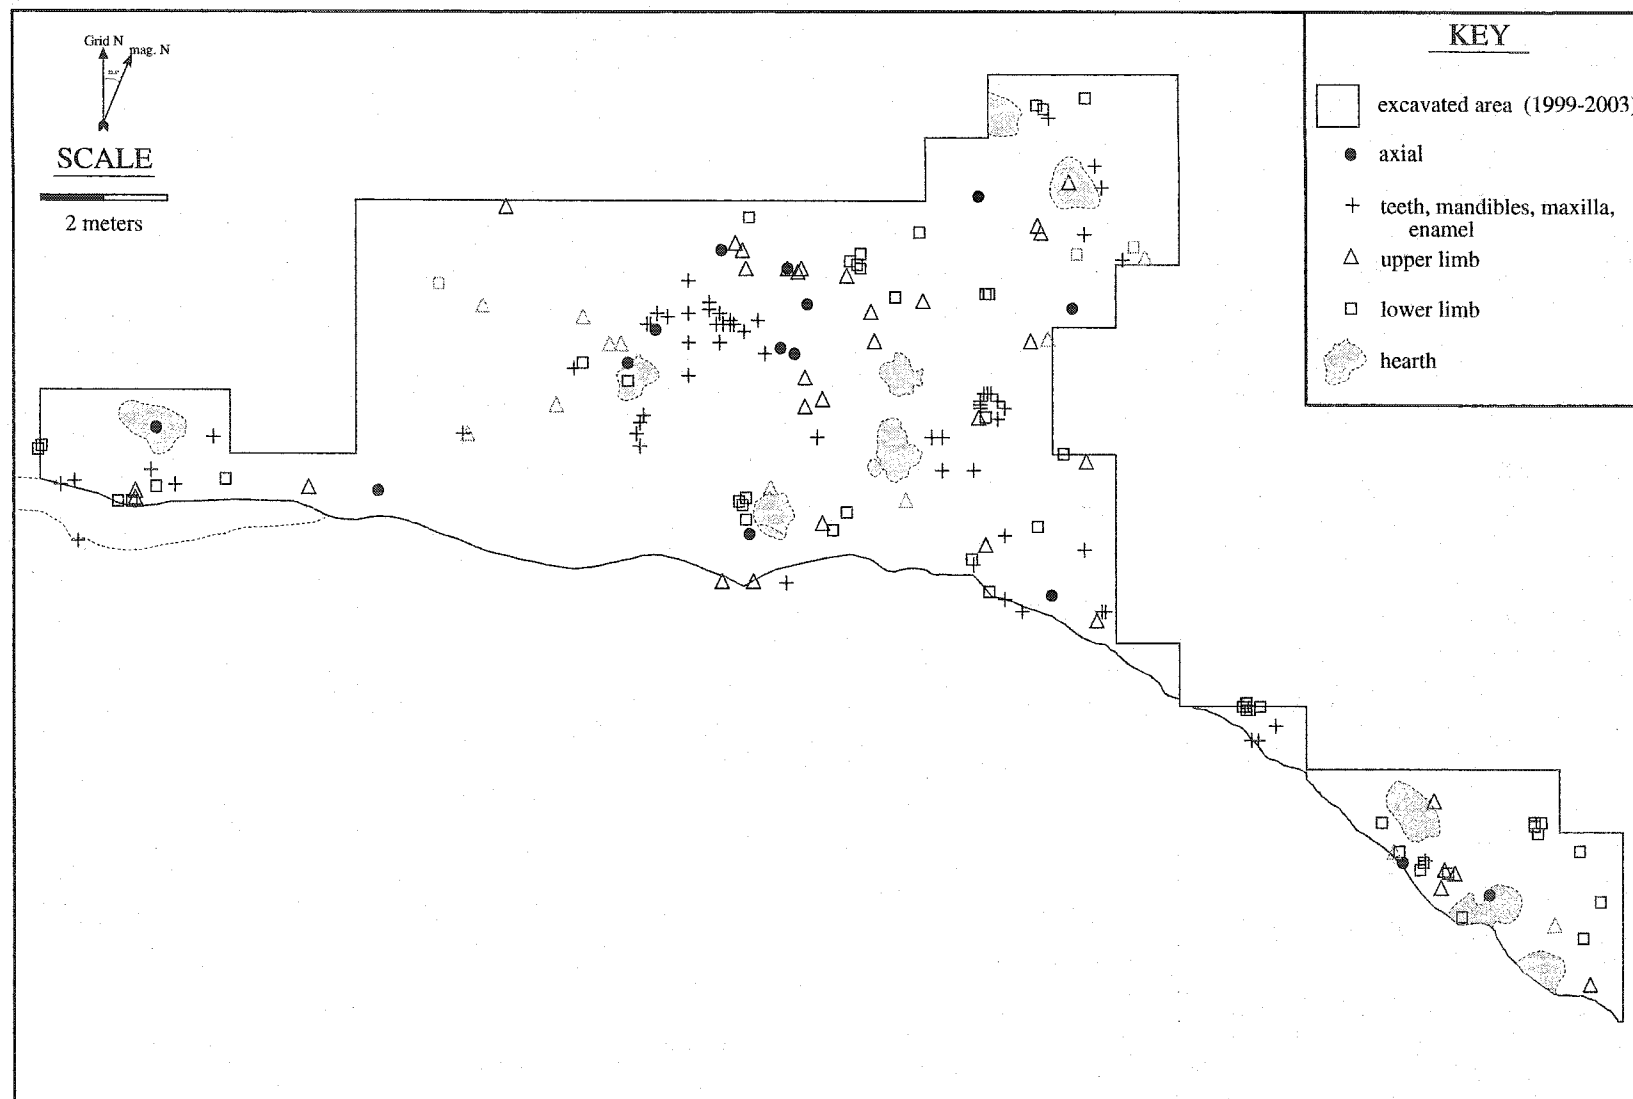 Grid N
mag. N
SCALE
2 meters
KEY
excavated area (1999-2003)
axial
teeth, mandibles, maxilla,
enamel
upper limb
lower limb
hearth